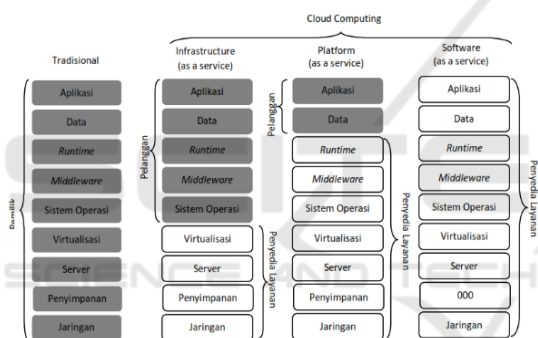 Cloud Computing
Tradisional
Infrastructure
(as a service)
Platform
(as a service)
Software
(as a service)
Aplikasi
Data
Runtime
Middleware
Sistem Operasi
Virtualisasi
Server
Penyimpanan
Jaringan
Pelanggan
Aplikasi
Data
Runtime
Middleware
Sistem Operasi
Virtualisasi
Server
Penyimpanan
Jaringan
Penyedia Layanan
Pelanggan
Aplikasi
Data
Runtime
Middleware
Sistem Operasi
Virtualisasi
Server
Penyimpanan
Jaringan
Penyedia Layanan
Aplikasi
Data
Runtime
Middleware
Sistem Operasi
Virtualisasi
Server
000
Jaringan
Penyedia Layanan
SCIENCE AND TECH